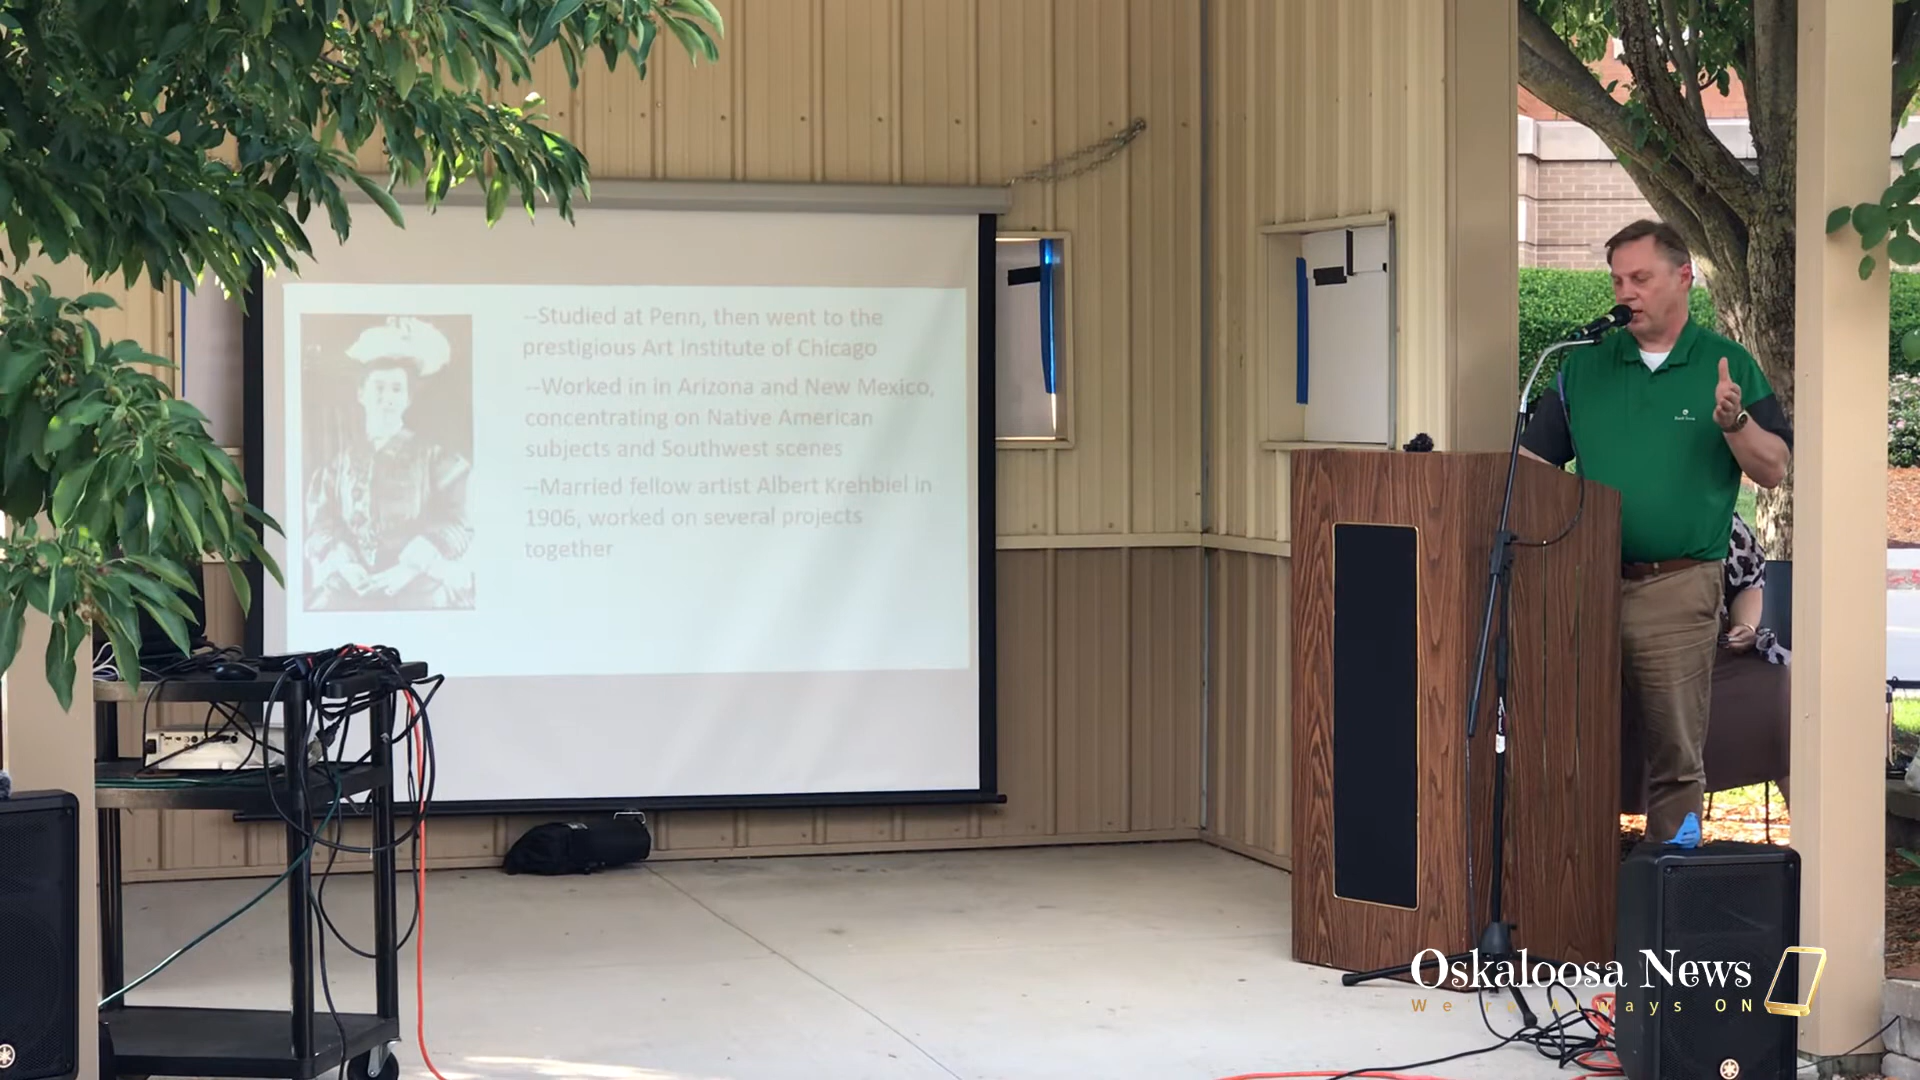 --Studied at Penn, then went to the
prestigious Art Institute of Chicago
--Worked in in Arizona and New Mexico,
concentrating on Native American
subjects and Southwest scenes
--Married fellow artist Albert Krehbiel in
1906, worked on several projects
together
Oskaloosa News
We're Always ON